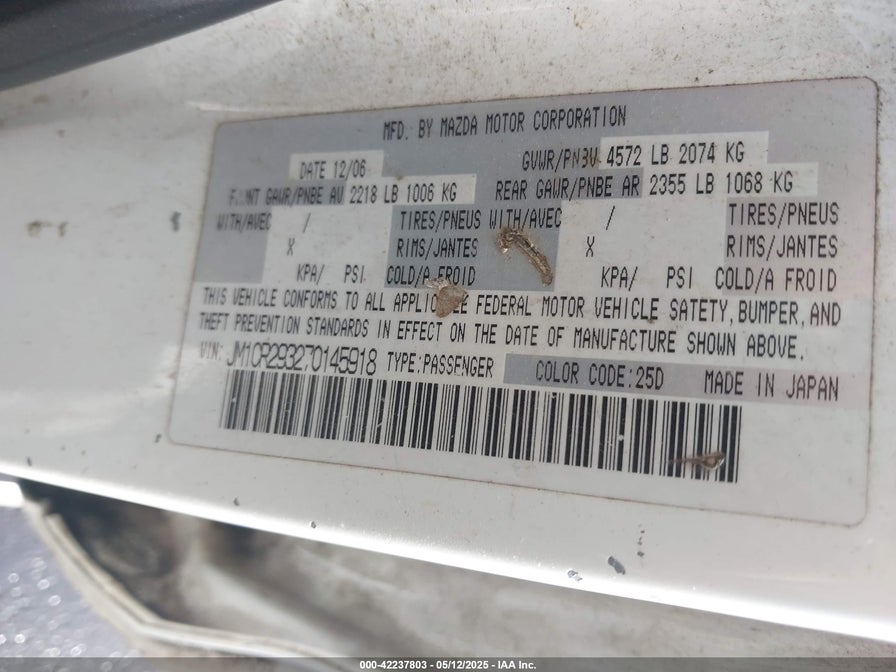 MFD. BY MAZDA MOTOR CORPORATION
DATE 12/06 GVWR/PNBV 4572 LB 2074 KG
GAWR/PNBE AV 2218 LB 1006 KG REAR GAWR/PNBE AR 2355 LB 1068 KG
WITH/AVEC / TIRES/PNEUS WITH/AVEC / TIRES/PNEUS
X RIMS/JANTES X RIMS/JANTES
KPA/ PSI COLD/A FROID KPA/ PSI COLD/A FROID
THIS VEHICLE CONFORMS TO ALL FEDERAL MOTOR VEHICLE SAFETY, BUMPER, AND
THEFT PREVENTION STANDARDS IN EFFECT ON THE DATE OF MANUFACTURE SHOWN ABOVE.
VIN: JM1CR293270145918 TYPE:PASSENGER COLOR CODE:25D MADE IN JAPAN
000-42237803 - 05/12/2025 - IAA Inc.